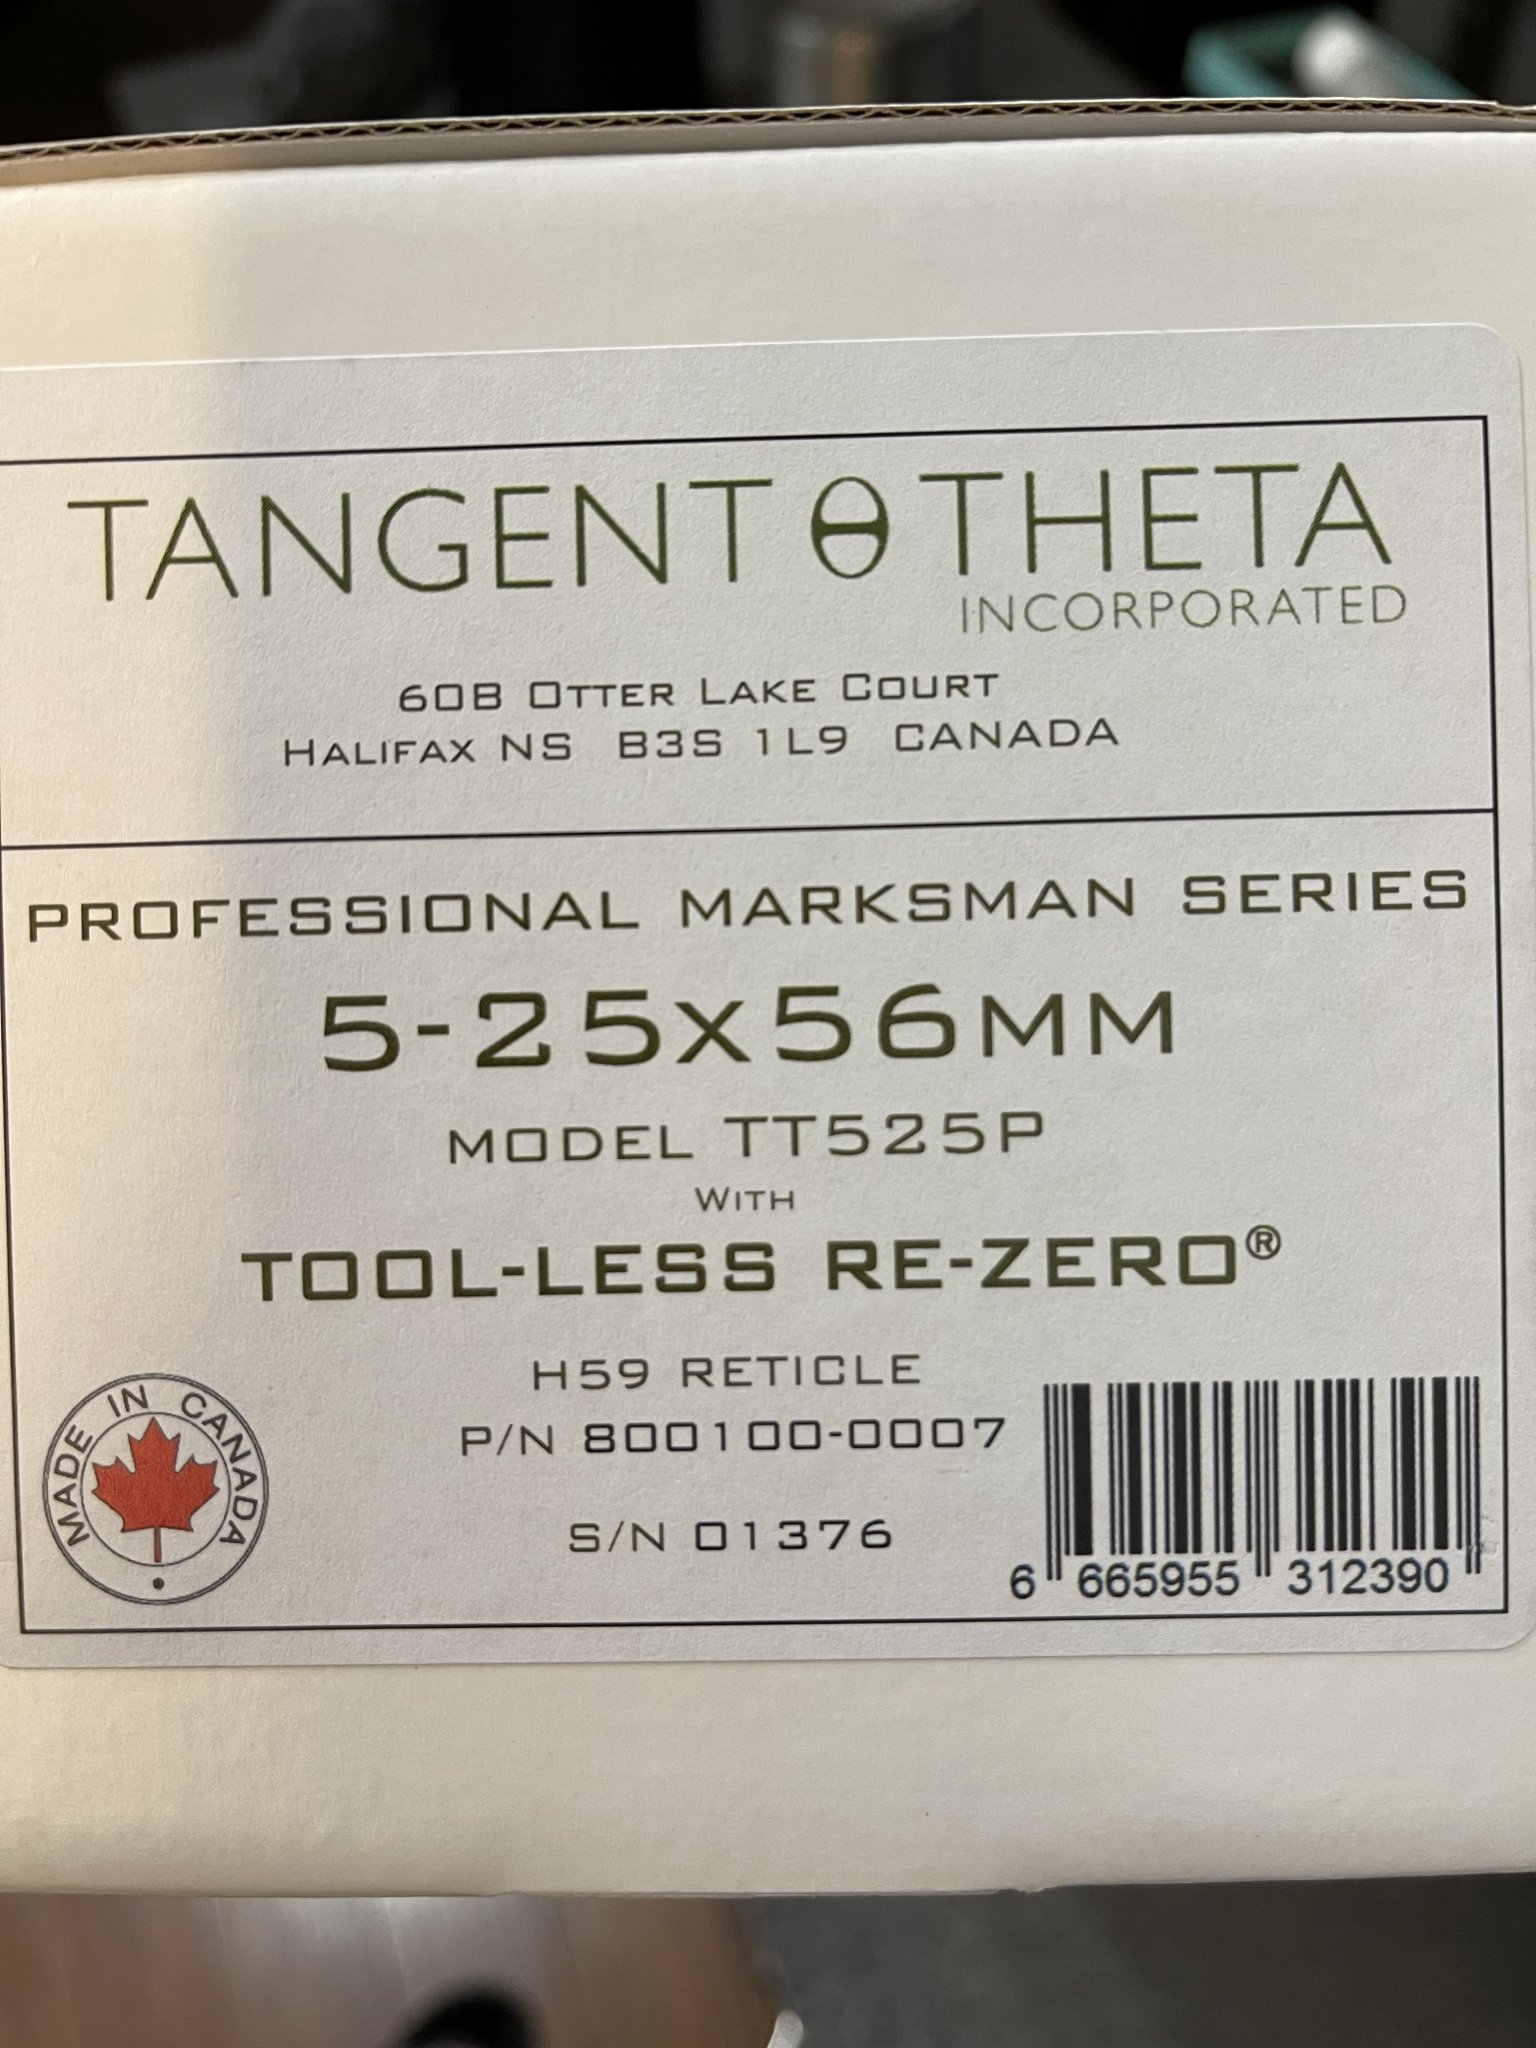 TANGENT θ THETA
INCORPORATED
60B OTTER LAKE COURT
HALIFAX NS B3S 1L9 CANADA
PROFESSIONAL MARKSMAN SERIES
5-25X56MM
MODEL TT525P
WITH
TOOL-LESS RE-ZERO®
H59 RETICLE
P/N 800100-0007
S/N 01376
MADE IN CANADA
6 665955 312390